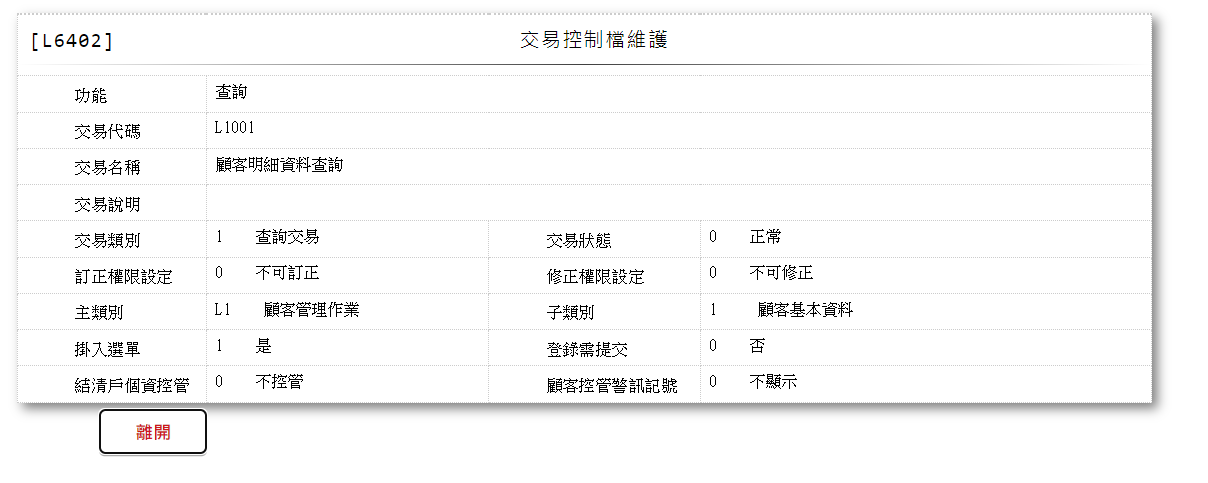 [L6402] 交易控制檔維護
功能 查詢
交易代碼 L1001
交易名稱 顧客明細資料查詢
交易說明
交易類別 1 查詢交易 交易狀態 0 正常
訂正權限設定 0 不可訂正 修正權限設定 0 不可修正
主類別 L1 顧客管理作業 子類別 1 顧客基本資料
掛入選單 1 是 登錄需提交 0 否
結清戶個資控管 0 不控管 顧客控管警訊記號 0 不顯示
離開